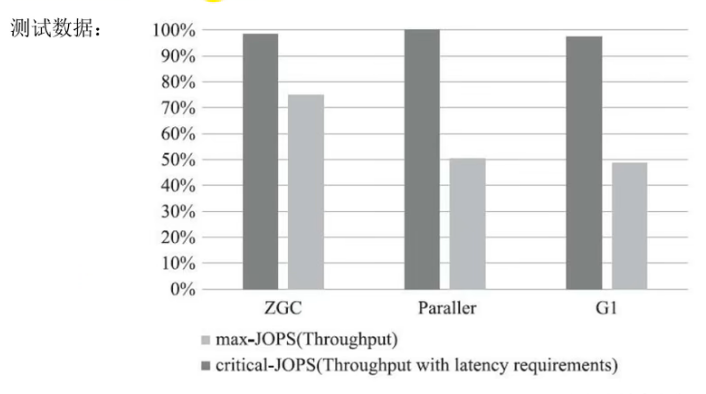 测试数据：
100%
90%
80%
70%
60%
50%
40%
30%
20%
10%
0%
ZGC Paraller G1
max-JOPS(Throughput)
critical-JOPS(Throughput with latency requirements)